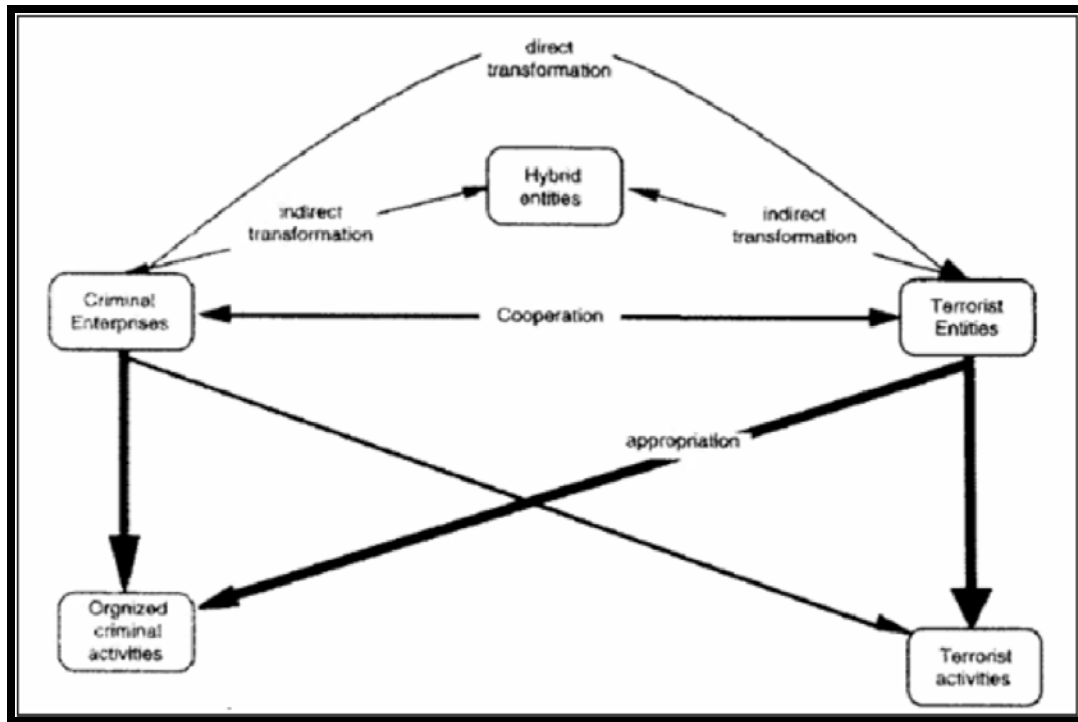 direct
transformation
Hybrid
entities
indirect
transformation
indirect
transformation
Criminal
Enterprises
Cooperation
Terrorist
Entities
appropriation
Orgnized
criminal
activities
Terrorist
activities